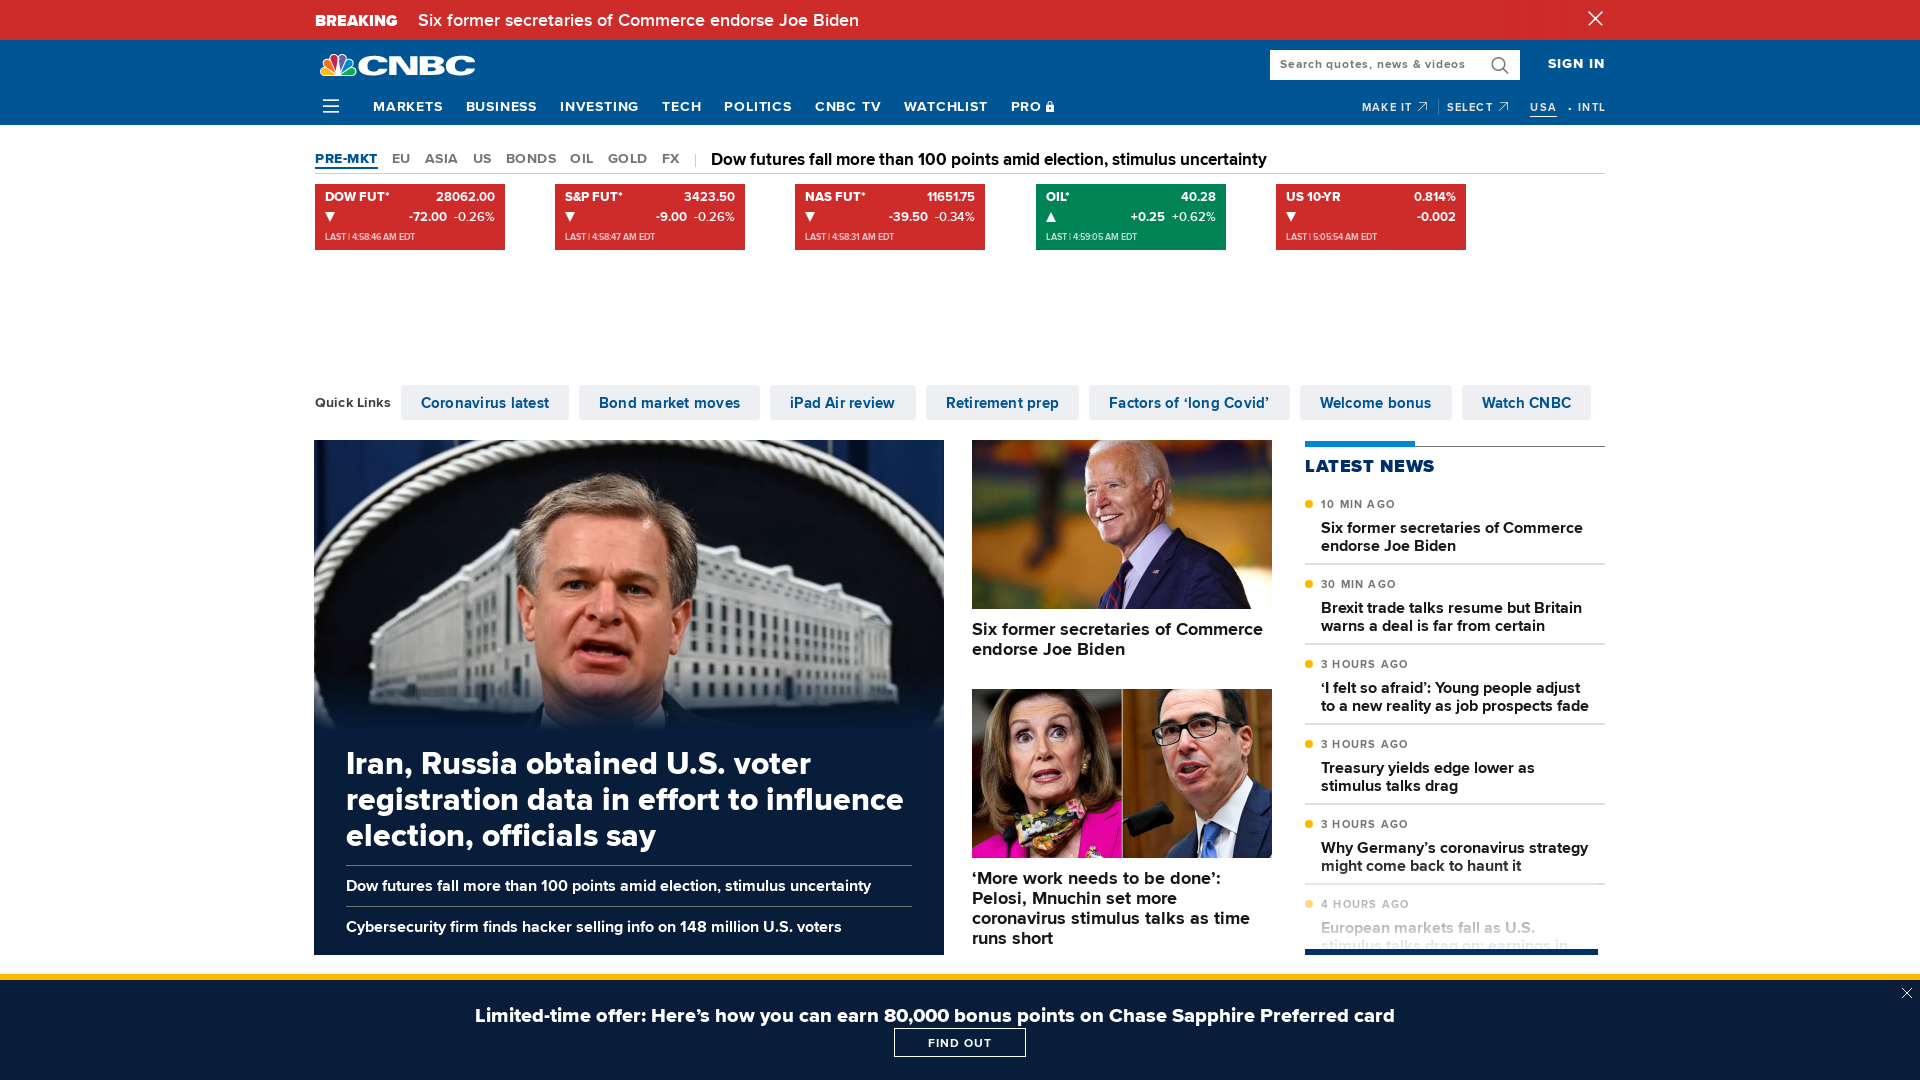 BREAKING Six former secretaries of Commerce endorse Joe Biden
CNBC
Search quotes, news & videos
SIGN IN
MARKETS BUSINESS INVESTING TECH POLITICS CNBC TV WATCHLIST PRO
MAKE IT SELECT USA • INTL
PRE-MKT EU ASIA US BONDS OIL GOLD FX
Dow futures fall more than 100 points amid election, stimulus uncertainty
DOW FUT* 28062.00
-72.00 -0.26%
LAST | 4:58:46 AM EDT
S&P FUT* 3423.50
-9.00 -0.26%
LAST | 4:58:47 AM EDT
NAS FUT* 11651.75
-39.50 -0.34%
LAST | 4:58:31 AM EDT
OIL* 40.28
+0.25 +0.62%
LAST | 4:59:05 AM EDT
US 10-YR 0.814%
-0.002
LAST | 5:05:54 AM EDT
Quick Links
Coronavirus latest
Bond market moves
iPad Air review
Retirement prep
Factors of ‘long Covid’
Welcome bonus
Watch CNBC
Iran, Russia obtained U.S. voter
registration data in effort to influence
election, officials say
Dow futures fall more than 100 points amid election, stimulus uncertainty
Cybersecurity firm finds hacker selling info on 148 million U.S. voters
Six former secretaries of Commerce
endorse Joe Biden
‘More work needs to be done’:
Pelosi, Mnuchin set more
coronavirus stimulus talks as time
runs short
LATEST NEWS
10 MIN AGO
Six former secretaries of Commerce
endorse Joe Biden
30 MIN AGO
Brexit trade talks resume but Britain
warns a deal is far from certain
3 HOURS AGO
‘I felt so afraid’: Young people adjust
to a new reality as job prospects fade
3 HOURS AGO
Treasury yields edge lower as
stimulus talks drag
3 HOURS AGO
Why Germany’s coronavirus strategy
might come back to haunt it
4 HOURS AGO
European markets fall as U.S.
stimulus talks drag on; earnings in
Limited-time offer: Here’s how you can earn 80,000 bonus points on Chase Sapphire Preferred card
FIND OUT